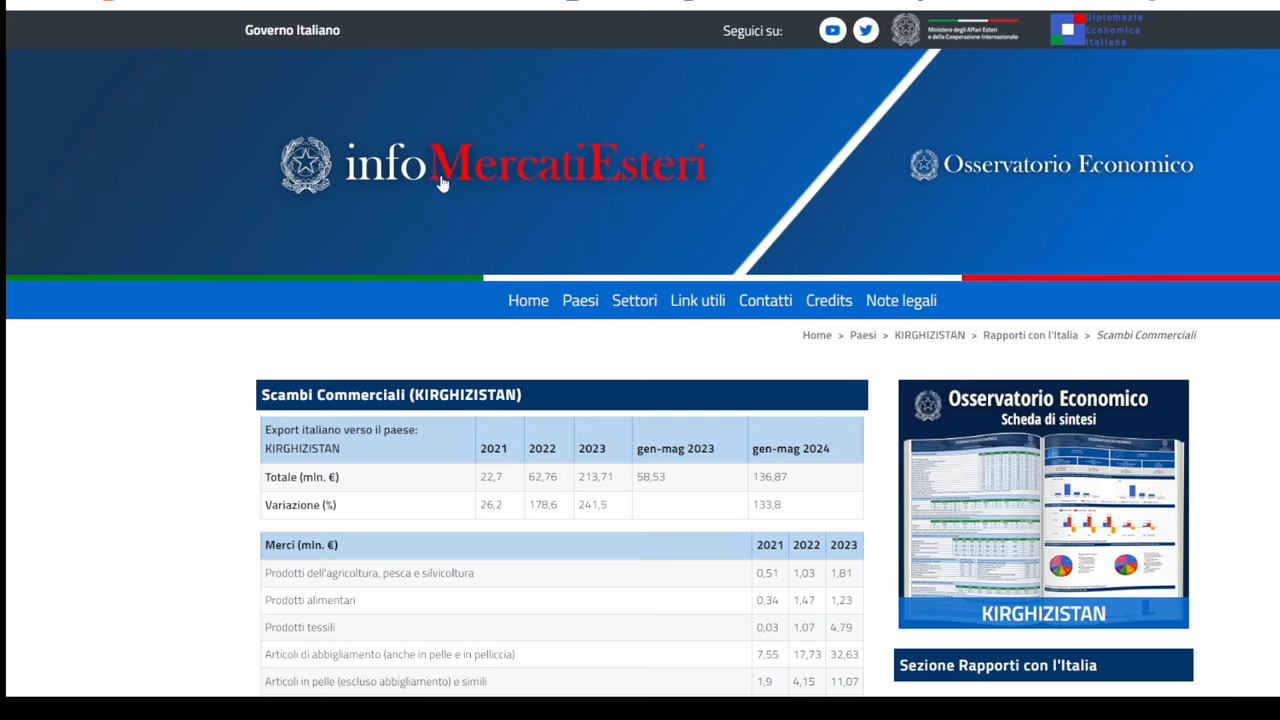 Governo Italiano
Seguici su:
Ministero degli Affari Esteri
e della Cooperazione Internazionale
Diplomazia
Economica
Italiana
infoMercatiEsteri
Osservatorio Economico
Home Paesi Settori Link utili Contatti Credits Note legali
Home > Paesi > KIRGHIZISTAN > Rapporti con l'Italia > Scambi Commerciali
Scambi Commerciali (KIRGHIZISTAN)
Export italiano verso il paese:
KIRGHIZISTAN 2021 2022 2023 gen-mag 2023 gen-mag 2024
Totale (mln. €) 22,7 62,76 213,71 58,53 136,87
Variazione (%) 26,2 178,6 241,5 133,8
Merci (mln. €) 2021 2022 2023
Prodotti dell'agricoltura, pesca e silvicoltura 0,51 1,03 1,81
Prodotti alimentari 0,34 1,47 1,23
Prodotti tessili 0,03 1,07 4,79
Articoli di abbigliamento (anche in pelle e in pelliccia) 7,55 17,73 32,63
Articoli in pelle (escluso abbigliamento) e simili 1,9 4,15 11,07
Osservatorio Economico
Scheda di sintesi
KIRGHIZISTAN
Sezione Rapporti con l'Italia